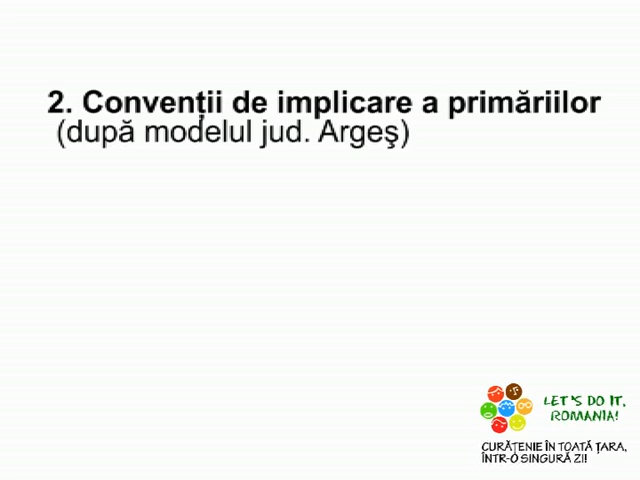 2. Convenții de implicare a primăriilor
(după modelul jud. Argeş)
LET'S DO IT,
ROMANIA!
CURĂȚENIE ÎN TOATĂ ȚARA,
ÎNTR-O SINGURĂ ZI!